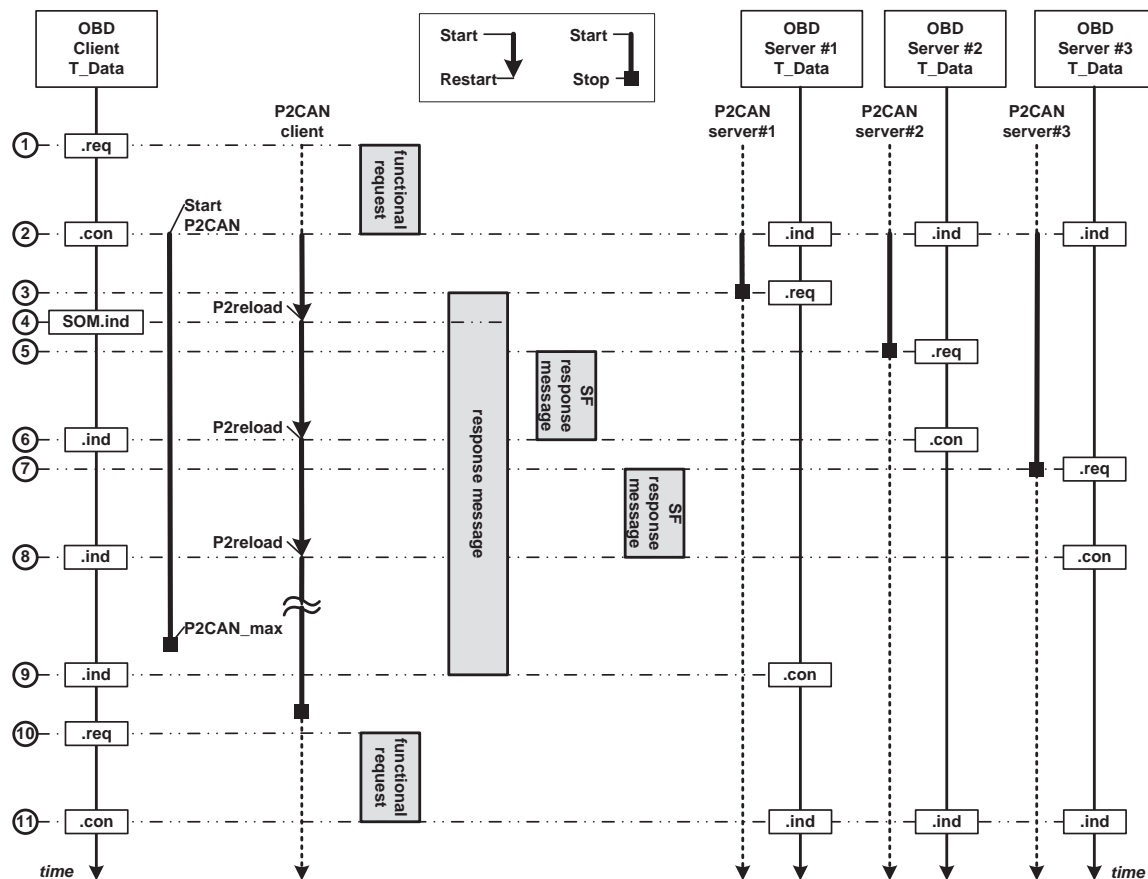 OBD
Client
T_Data
Start
Restart
Start
Stop
OBD
Server #1
T_Data
OBD
Server #2
T_Data
OBD
Server #3
T_Data
P2CAN
client
P2CAN
server#1
P2CAN
server#2
P2CAN
server#3
1
.req
functional
request
Start
P2CAN
2
.con
.ind
.ind
.ind
3
.req
P2reload
4
SOM.ind
5
.req
response message
SF
response
message
P2reload
6
.ind
.con
7
.req
SF
response
message
P2reload
8
.ind
.con
P2CAN_max
9
.ind
.con
10
.req
functional
request
11
.con
.ind
.ind
.ind
time
time